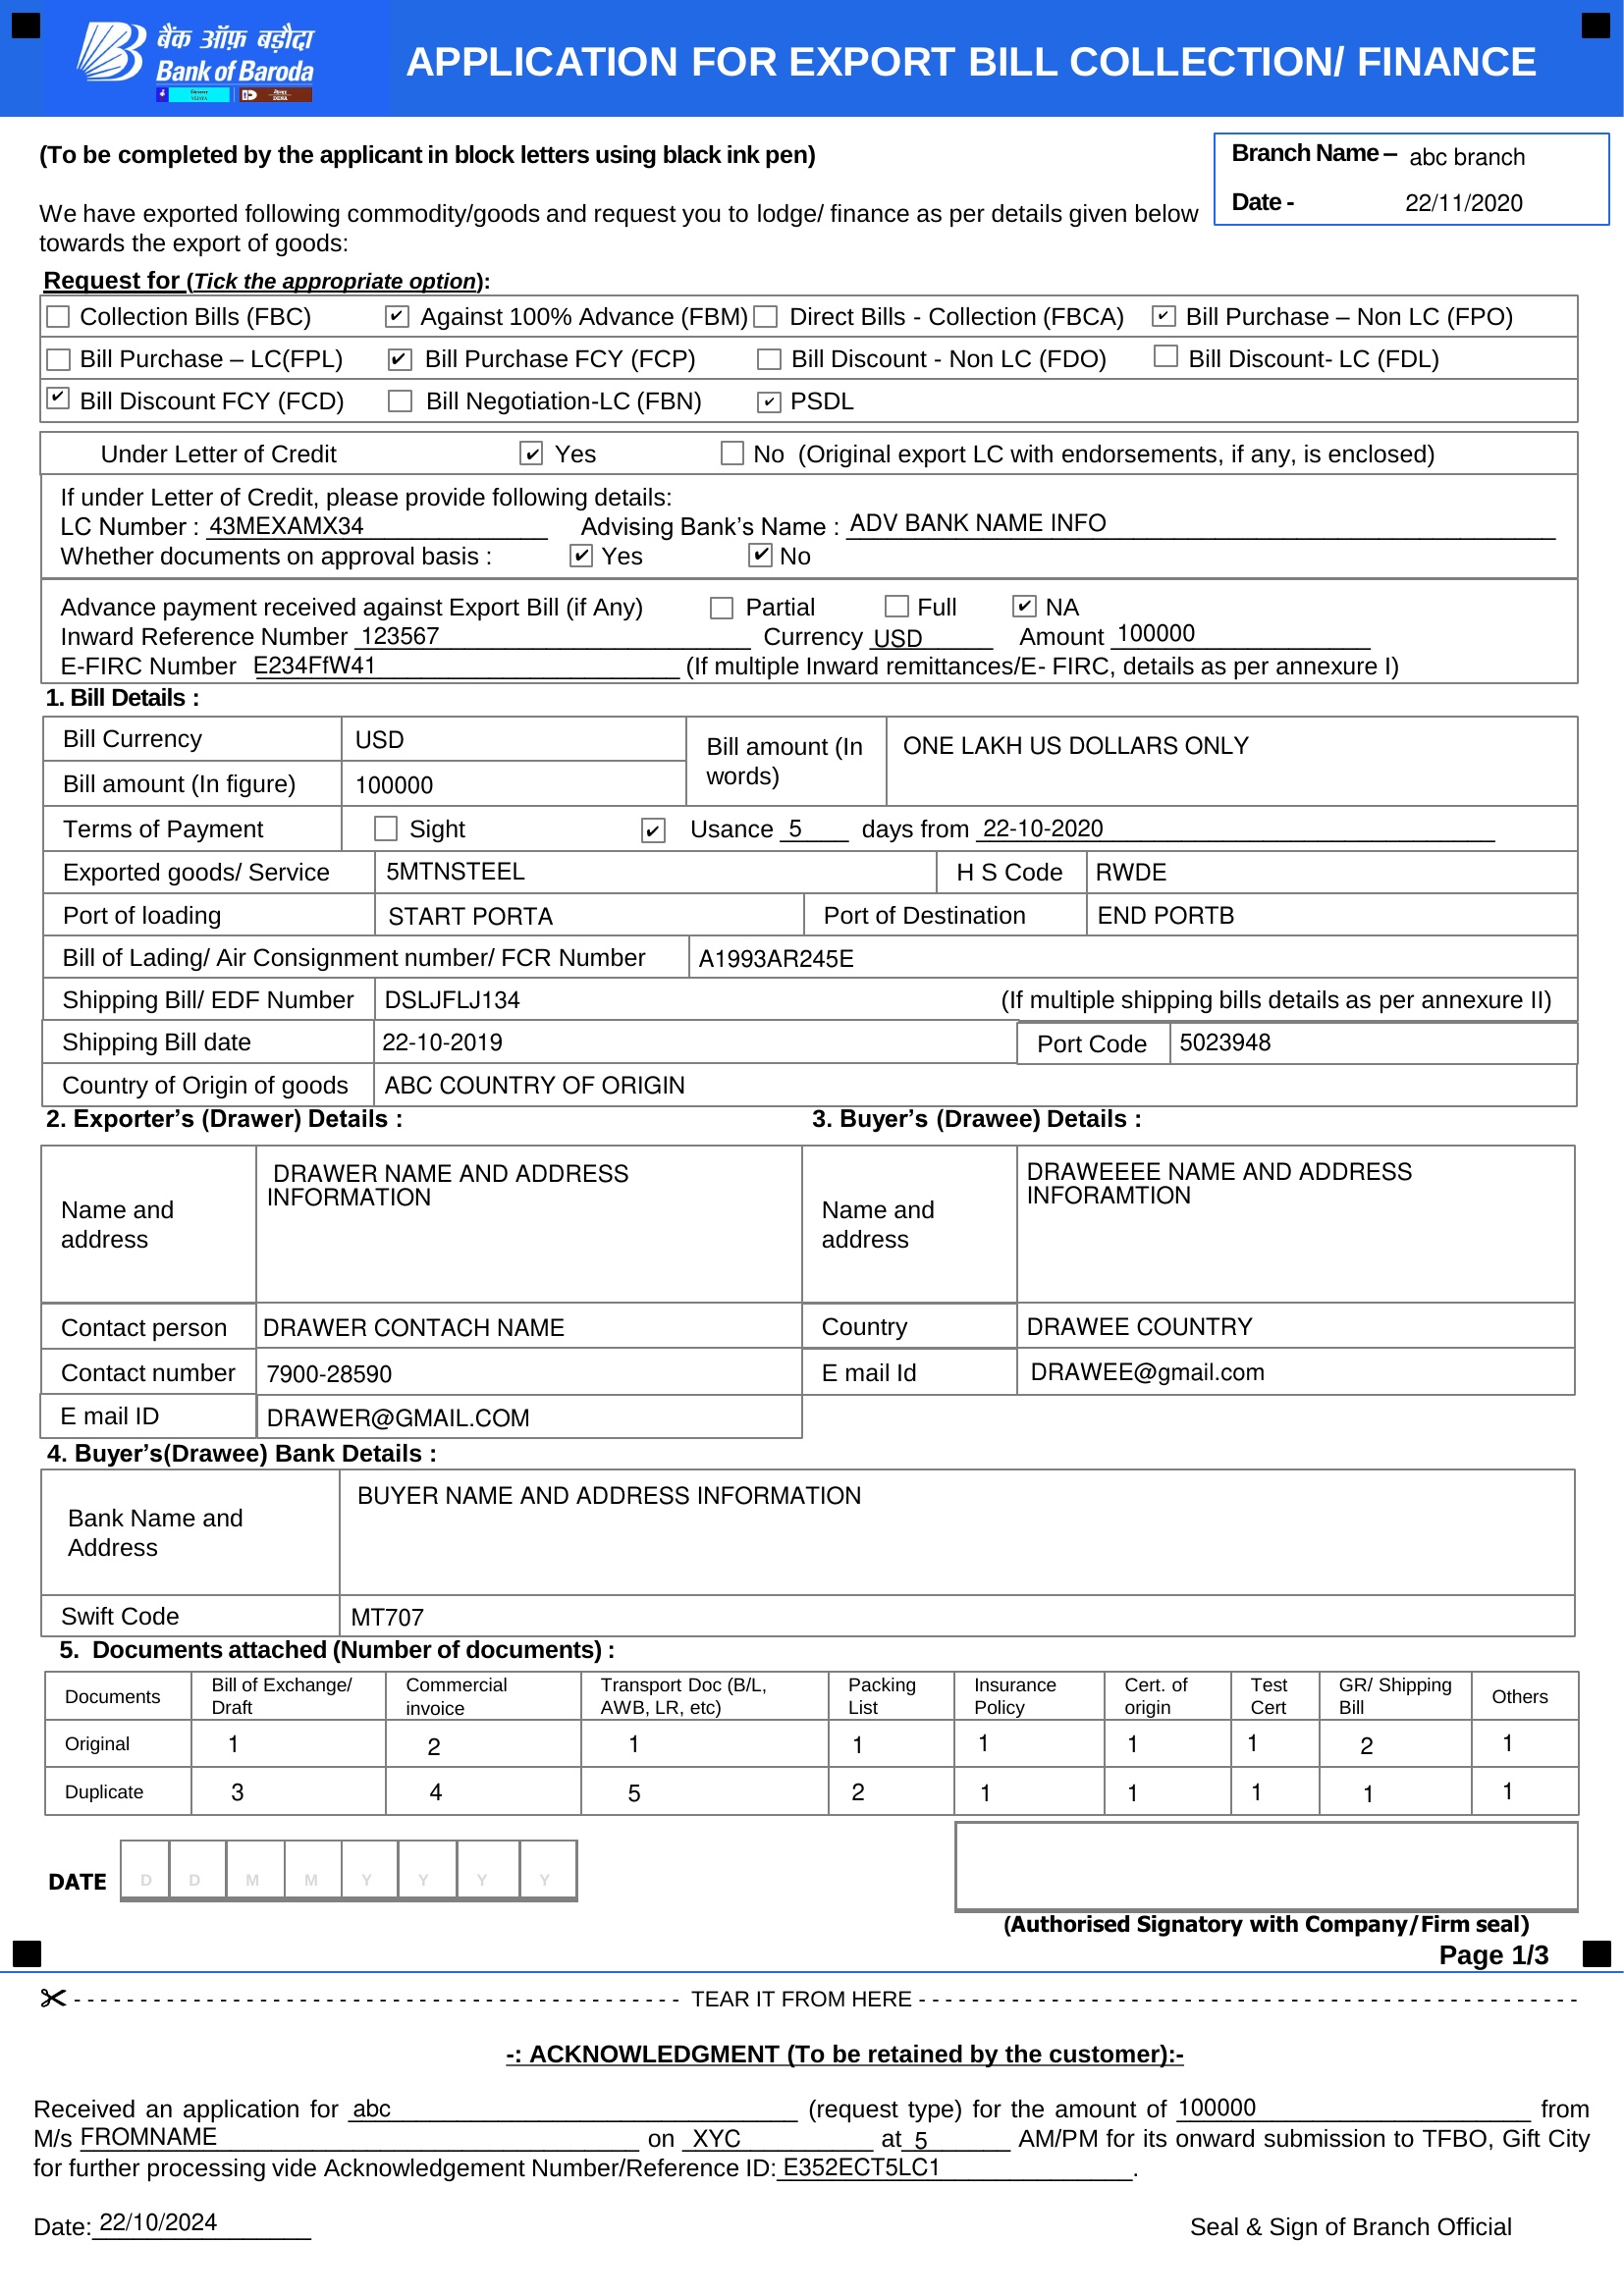 बैंक ऑफ़ बड़ौदा
Bank of Baroda
VIJAYA
DENA
APPLICATION FOR EXPORT BILL COLLECTION/ FINANCE
(To be completed by the applicant in block letters using black ink pen)
Branch Name – abc branch
Date - 22/11/2020
We have exported following commodity/goods and request you to lodge/ finance as per details given below
towards the export of goods:
Request for (Tick the appropriate option):
☐ Collection Bills (FBC) ☑ Against 100% Advance (FBM) ☐ Direct Bills - Collection (FBCA) ☑ Bill Purchase – Non LC (FPO)
☐ Bill Purchase – LC(FPL) ☑ Bill Purchase FCY (FCP) ☐ Bill Discount - Non LC (FDO) ☐ Bill Discount- LC (FDL)
☑ Bill Discount FCY (FCD) ☐ Bill Negotiation-LC (FBN) ☑ PSDL
Under Letter of Credit ☑ Yes ☐ No (Original export LC with endorsements, if any, is enclosed)
If under Letter of Credit, please provide following details:
LC Number : 43MEXAMX34 Advising Bank's Name : ADV BANK NAME INFO
Whether documents on approval basis : ☑ Yes ☑ No
Advance payment received against Export Bill (if Any) ☐ Partial ☐ Full ☑ NA
Inward Reference Number 123567 Currency USD Amount 100000
E-FIRC Number E234FfW41 (If multiple Inward remittances/E- FIRC, details as per annexure I)
1. Bill Details :
Bill Currency USD
Bill amount (In figure) 100000
Bill amount (In
words)
ONE LAKH US DOLLARS ONLY
Terms of Payment ☐ Sight ☑ Usance 5 days from 22-10-2020
Exported goods/ Service 5MTNSTEEL H S Code RWDE
Port of loading START PORTA Port of Destination END PORTB
Bill of Lading/ Air Consignment number/ FCR Number A1993AR245E
Shipping Bill/ EDF Number DSLJFLJ134 (If multiple shipping bills details as per annexure II)
Shipping Bill date 22-10-2019 Port Code 5023948
Country of Origin of goods ABC COUNTRY OF ORIGIN
2. Exporter's (Drawer) Details :
Name and
address
DRAWER NAME AND ADDRESS
INFORMATION
Contact person DRAWER CONTACH NAME
Contact number 7900-28590
E mail ID DRAWER@GMAIL.COM
3. Buyer's (Drawee) Details :
Name and
address
DRAWEEEE NAME AND ADDRESS
INFORAMTION
Country DRAWEE COUNTRY
E mail Id DRAWEE@gmail.com
4. Buyer's(Drawee) Bank Details :
Bank Name and
Address
BUYER NAME AND ADDRESS INFORMATION
Swift Code MT707
5. Documents attached (Number of documents) :
Documents | Bill of Exchange/ Draft | Commercial invoice | Transport Doc (B/L, AWB, LR, etc) | Packing List | Insurance Policy | Cert. of origin | Test Cert | GR/ Shipping Bill | Others
Original 1 2 1 1 1 1 1 2 1
Duplicate 3 4 5 2 1 1 1 1 1
DATE D D M M Y Y Y Y
(Authorised Signatory with Company/Firm seal)
Page 1/3
TEAR IT FROM HERE
-: ACKNOWLEDGMENT (To be retained by the customer):-
Received an application for abc (request type) for the amount of 100000 from
M/s FROMNAME on XYC at 5 AM/PM for its onward submission to TFBO, Gift City
for further processing vide Acknowledgement Number/Reference ID: E352ECT5LC1.
Date: 22/10/2024 Seal & Sign of Branch Official